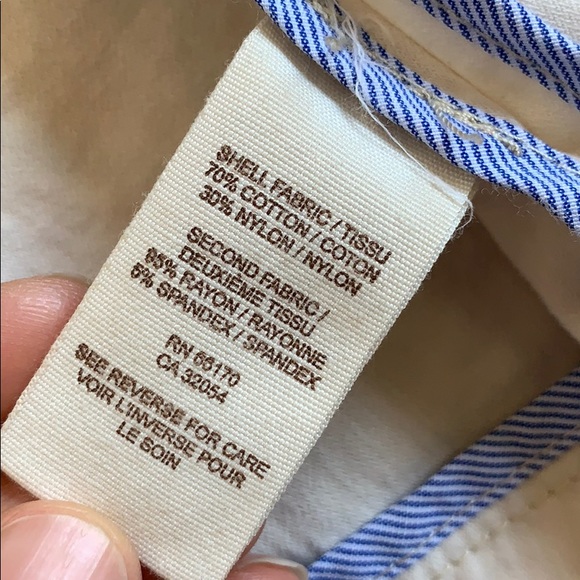 SHELL FABRIC / TISSU
70% COTTON / COTON
30% NYLON / NYLON
SECOND FABRIC /
DEUXIÈME TISSU
95% RAYON / RAYONNE
5% SPANDEX / SPANDEX
RN 66170
CA 32054
SEE REVERSE FOR CARE
VOIR L'INVERSE POUR
LE SOIN